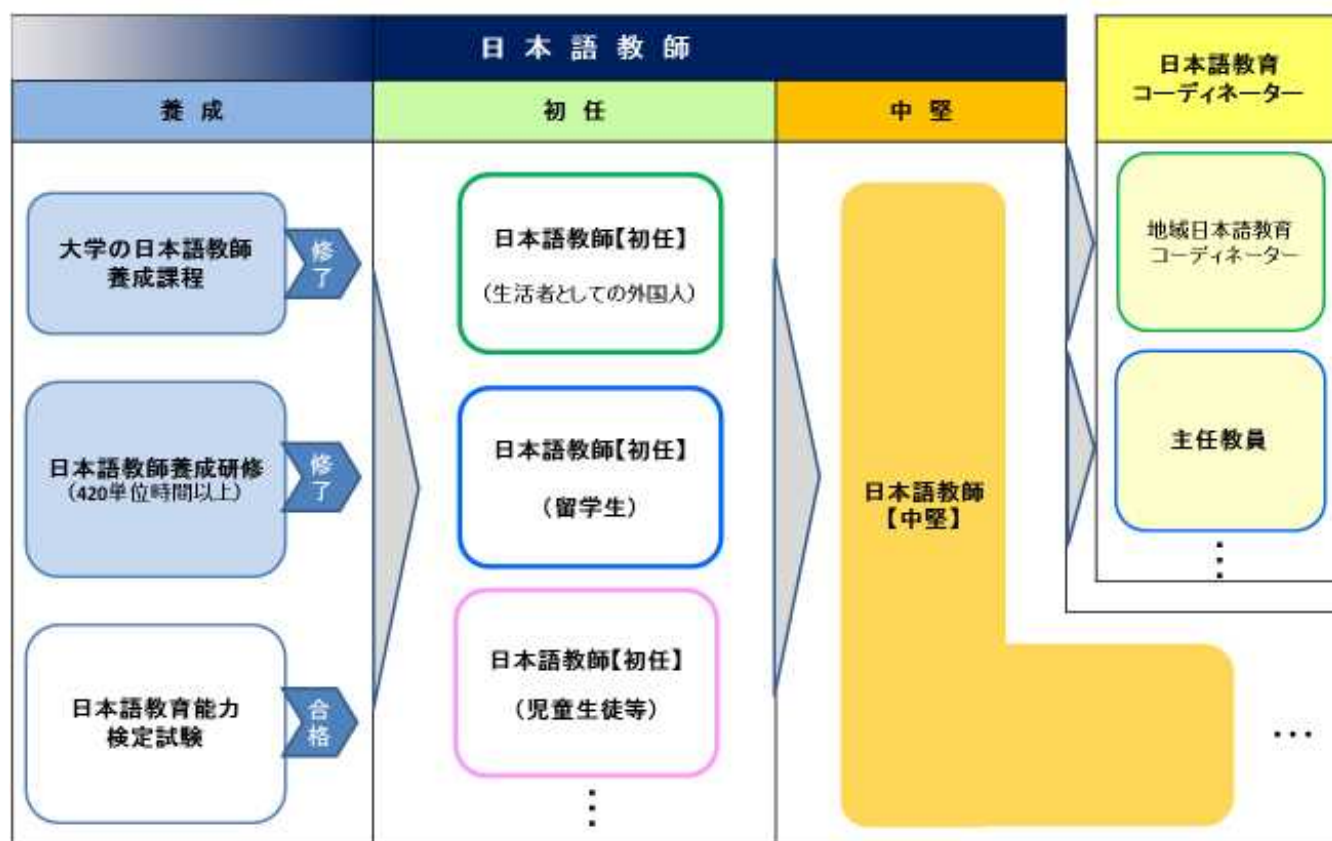 日本語教師
養成
初任
中堅
日本語教育
コーディネーター
大学の日本語教師
養成課程
修了
日本語教師養成研修
(420単位時間以上)
修了
日本語教育能力
検定試験
合格
日本語教師【初任】
(生活者としての外国人)
日本語教師【初任】
(留学生)
日本語教師【初任】
(児童生徒等)
⋮
日本語教師
【中堅】
地域日本語教育
コーディネーター
主任教員
⋮
…